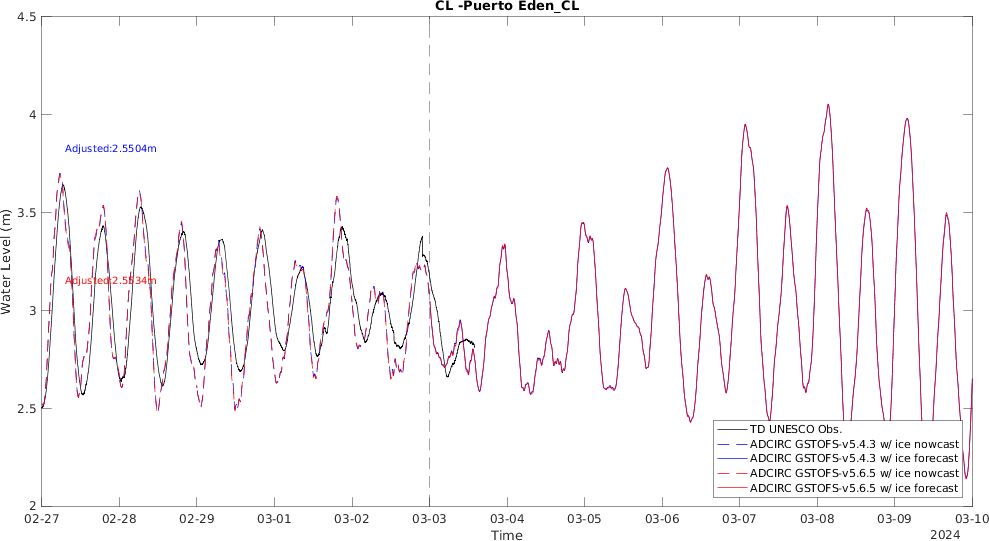 CL -Puerto Eden_CL
4.5
4
3.5
3
2.5
2
Water Level (m)
Adjusted:2.5504m
Adjusted:2.5534m
TD UNESCO Obs.
ADCIRC GSTOFS-v5.4.3 w/ ice nowcast
ADCIRC GSTOFS-v5.4.3 w/ ice forecast
ADCIRC GSTOFS-v5.6.5 w/ ice nowcast
ADCIRC GSTOFS-v5.6.5 w/ ice forecast
02-27 02-28 02-29 03-01 03-02 03-03 03-04 03-05 03-06 03-07 03-08 03-09 03-10
Time
2024